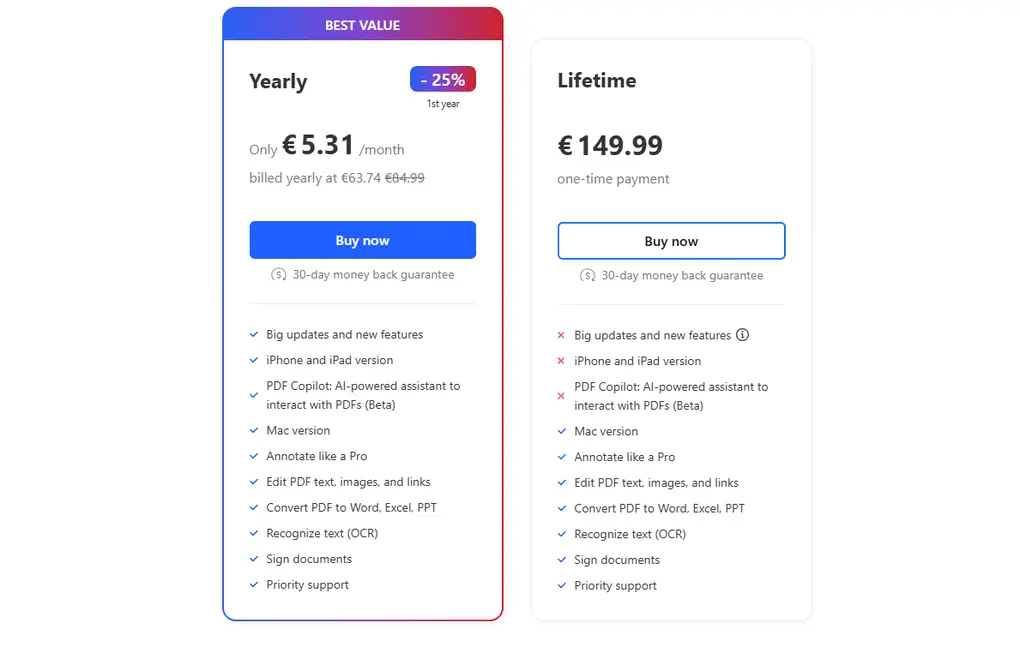 BEST VALUE
Yearly
- 25%
1st year
Only € 5.31 /month
billed yearly at €63.74 €84.99
Buy now
30-day money back guarantee
Big updates and new features
iPhone and iPad version
PDF Copilot: AI-powered assistant to
interact with PDFs (Beta)
Mac version
Annotate like a Pro
Edit PDF text, images, and links
Convert PDF to Word, Excel, PPT
Recognize text (OCR)
Sign documents
Priority support
Lifetime
€ 149.99
one-time payment
Buy now
30-day money back guarantee
Big updates and new features
iPhone and iPad version
PDF Copilot: AI-powered assistant to
interact with PDFs (Beta)
Mac version
Annotate like a Pro
Edit PDF text, images, and links
Convert PDF to Word, Excel, PPT
Recognize text (OCR)
Sign documents
Priority support